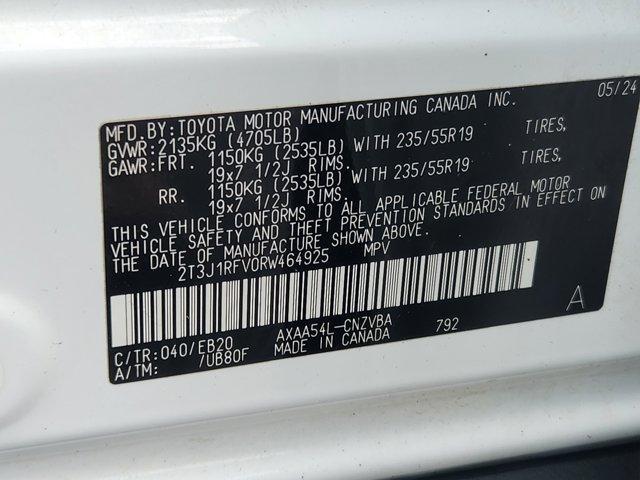 MFD.BY:TOYOTA MOTOR MANUFACTURING CANADA INC. 05/24
GVWR:2135KG (4705LB)
GAWR:FRT. 1150KG (2535LB) WITH 235/55R19 TIRES,
19x7 1/2J RIMS.
RR. 1150KG (2535LB) WITH 235/55R19 TIRES,
19x7 1/2J RIMS.
THIS VEHICLE CONFORMS TO ALL APPLICABLE FEDERAL MOTOR
VEHICLE SAFETY AND THEFT PREVENTION STANDARDS IN EFFECT ON
THE DATE OF MANUFACTURE SHOWN ABOVE.
2T3J1RFV0RW464925 MPV
C/TR:040/EB20 AXAA54L-CNZVBA 792 A
A/TM: /UB80F MADE IN CANADA